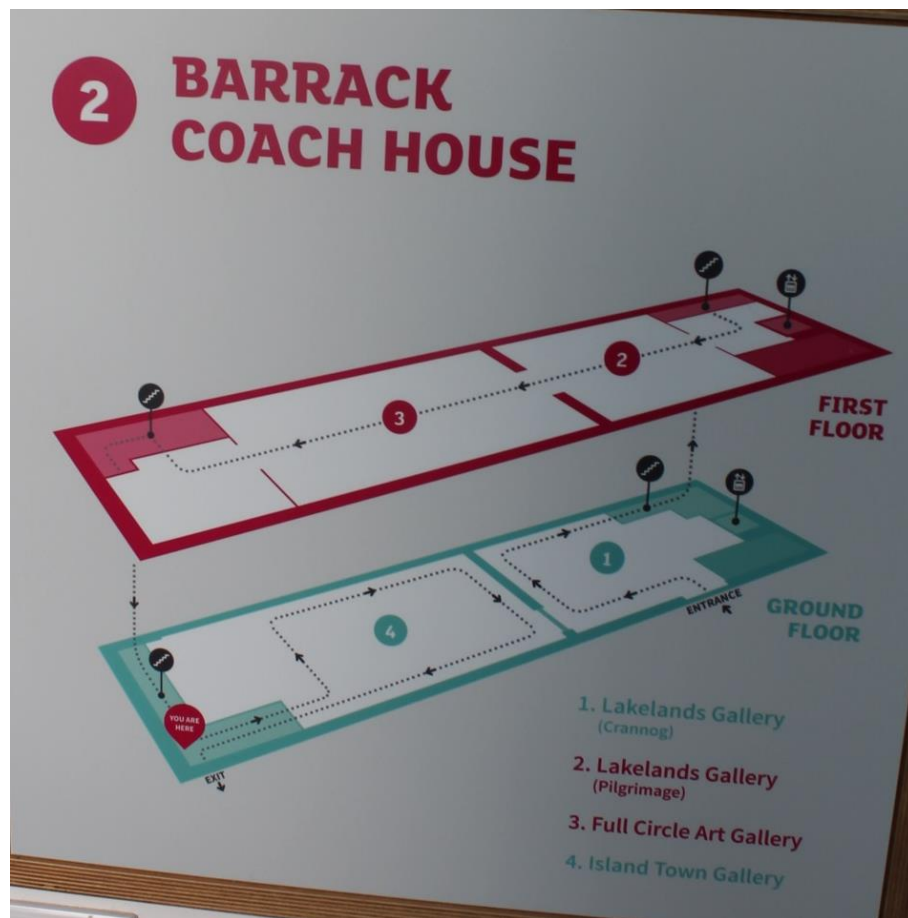 2
BARRACK
COACH HOUSE
2
3
FIRST
FLOOR
1
ENTRANCE
GROUND
FLOOR
4
YOU ARE
HERE
EXIT
1. Lakelands Gallery
(Crannog)
2. Lakelands Gallery
(Pilgrimage)
3. Full Circle Art Gallery
4. Island Town Gallery